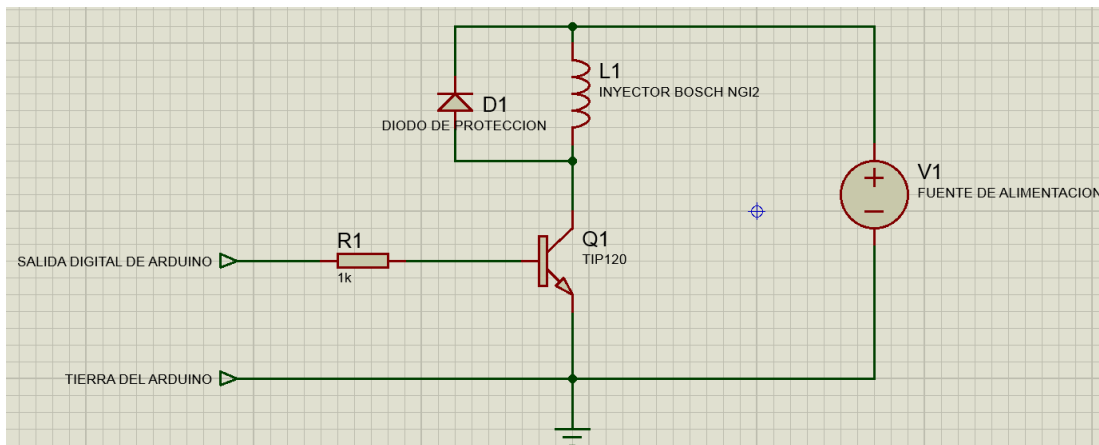 L1
INYECTOR BOSCH NGI2
D1
DIODO DE PROTECCION
V1
FUENTE DE ALIMENTACION
Q1
TIP120
R1
1k
SALIDA DIGITAL DE ARDUINO
TIERRA DEL ARDUINO